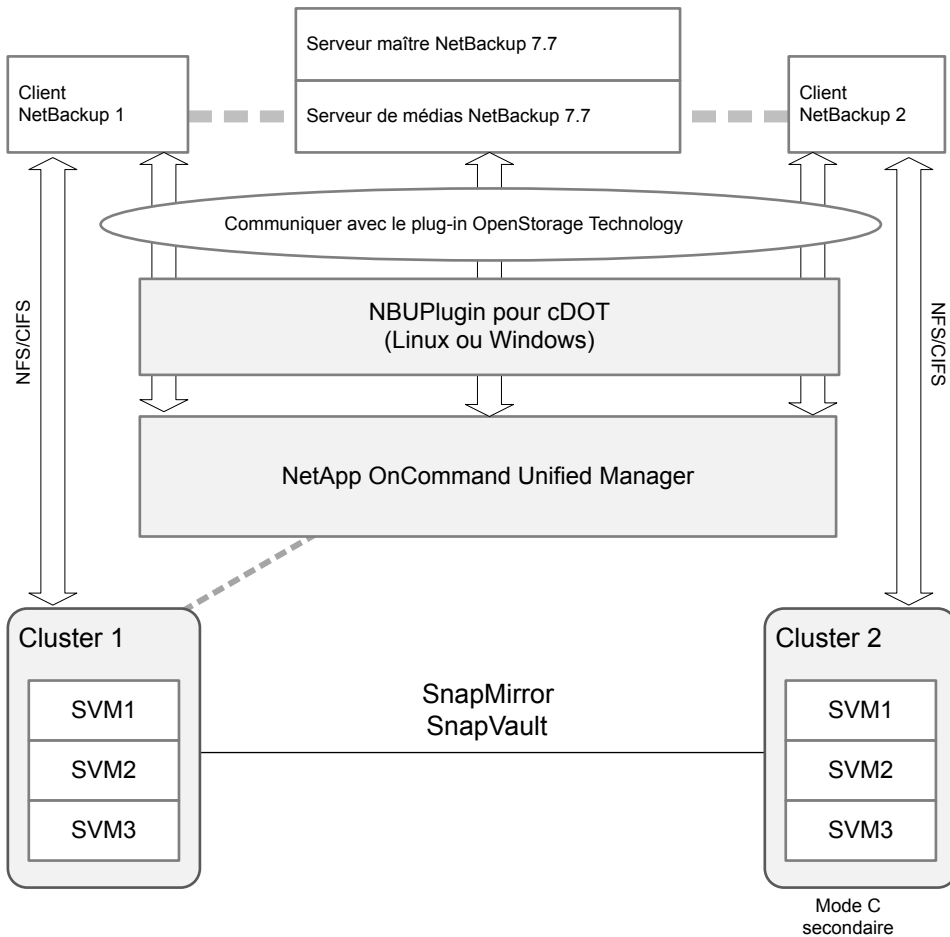 Serveur maître NetBackup 7.7
Client
NetBackup 1
Serveur de médias NetBackup 7.7
Client
NetBackup 2
Communiquer avec le plug-in OpenStorage Technology
NBUPlugin pour cDOT
(Linux ou Windows)
NFS/CIFS
NFS/CIFS
NetApp OnCommand Unified Manager
Cluster 1
SVM1
SVM2
SVM3
SnapMirror
SnapVault
Cluster 2
SVM1
SVM2
SVM3
Mode C
secondaire